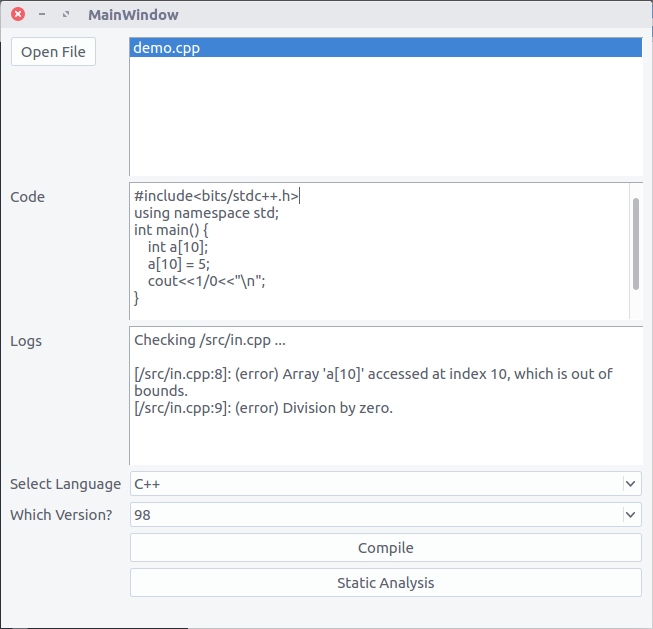 MainWindow
Open File
demo.cpp
Code
#include<bits/stdc++.h>
using namespace std;
int main() {
    int a[10];
    a[10] = 5;
    cout<<1/0<<"\n";
}
Logs
Checking /src/in.cpp ...
[/src/in.cpp:8]: (error) Array 'a[10]' accessed at index 10, which is out of
bounds.
[/src/in.cpp:9]: (error) Division by zero.
Select Language
C++
Which Version?
98
Compile
Static Analysis